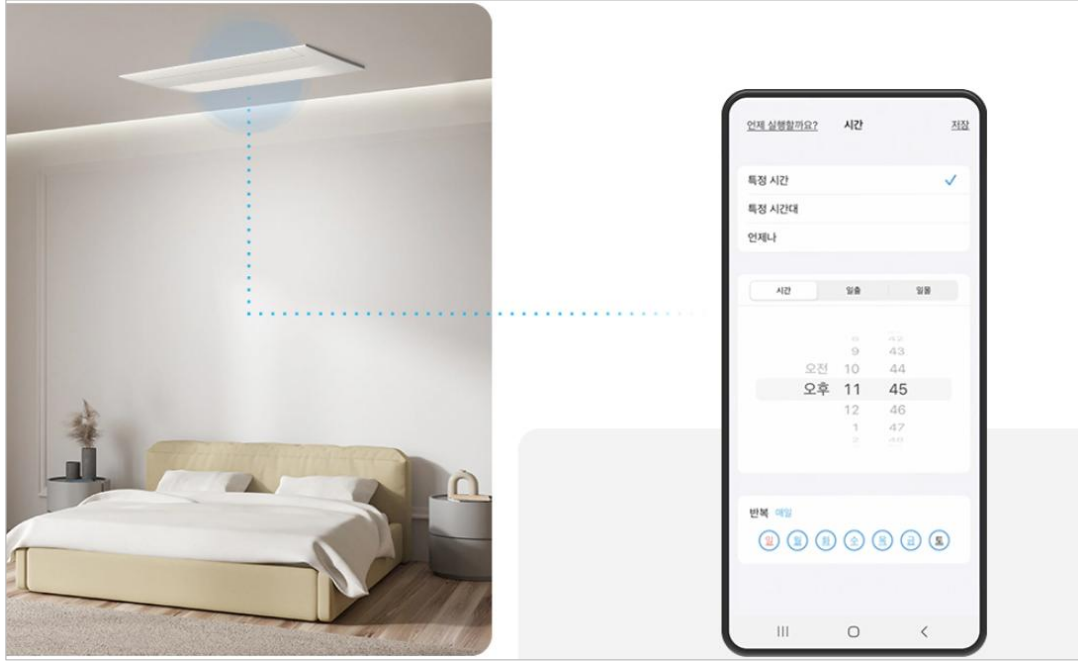 언제 실행할까요? 시간 저장
특정 시간
특정 시간대
언제나
시간 일출 일몰
9 43
오전 10 44
오후 11 45
12 46
1 47
반복 매일
일 월 화 수 목 금 토